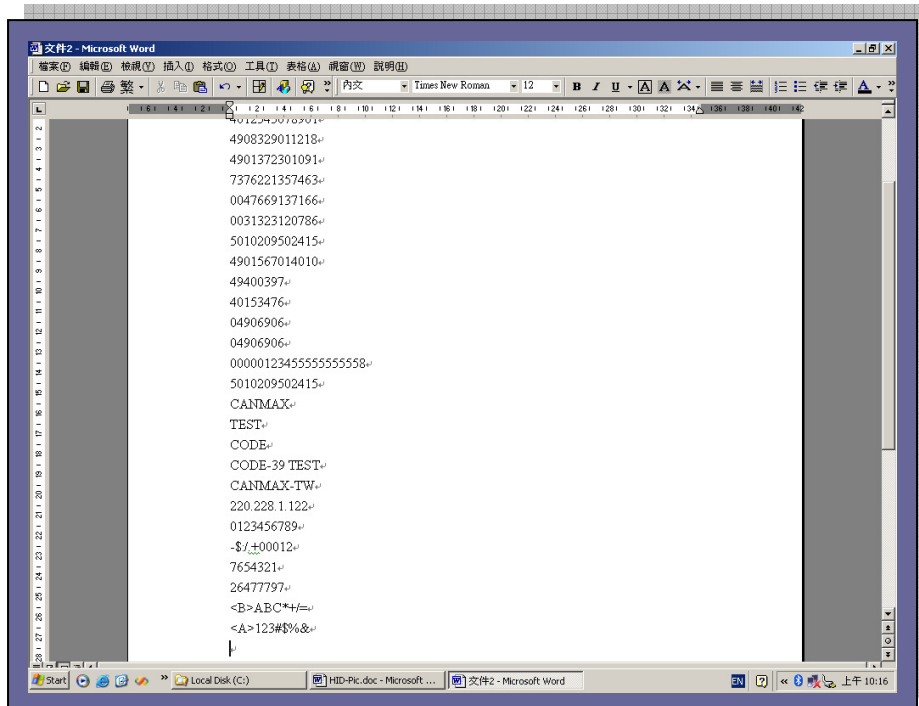 文件2 - Microsoft Word
檔案(F) 編輯(E) 檢視(V) 插入(I) 格式(O) 工具(T) 表格(A) 視窗(W) 說明(H)
繁 內文 Times New Roman 12 B I U A A A
4908329011218
4901372301091
7376221357463
0047669137166
0031323120786
5010209502415
4901567014010
49400397
40153476
04906906
04906906
00000123455555555558
5010209502415
CANMAX
TEST
CODE
CODE-39 TEST
CANMAX-TW
220.228.1.122
0123456789
-$:/.+00012
7654321
26477797
<B>ABC*+/=
<A>123#$%&
Start Local Disk (C:) HID-Pic.doc - Microsoft ... 文件2 - Microsoft Word EN 上午 10:16